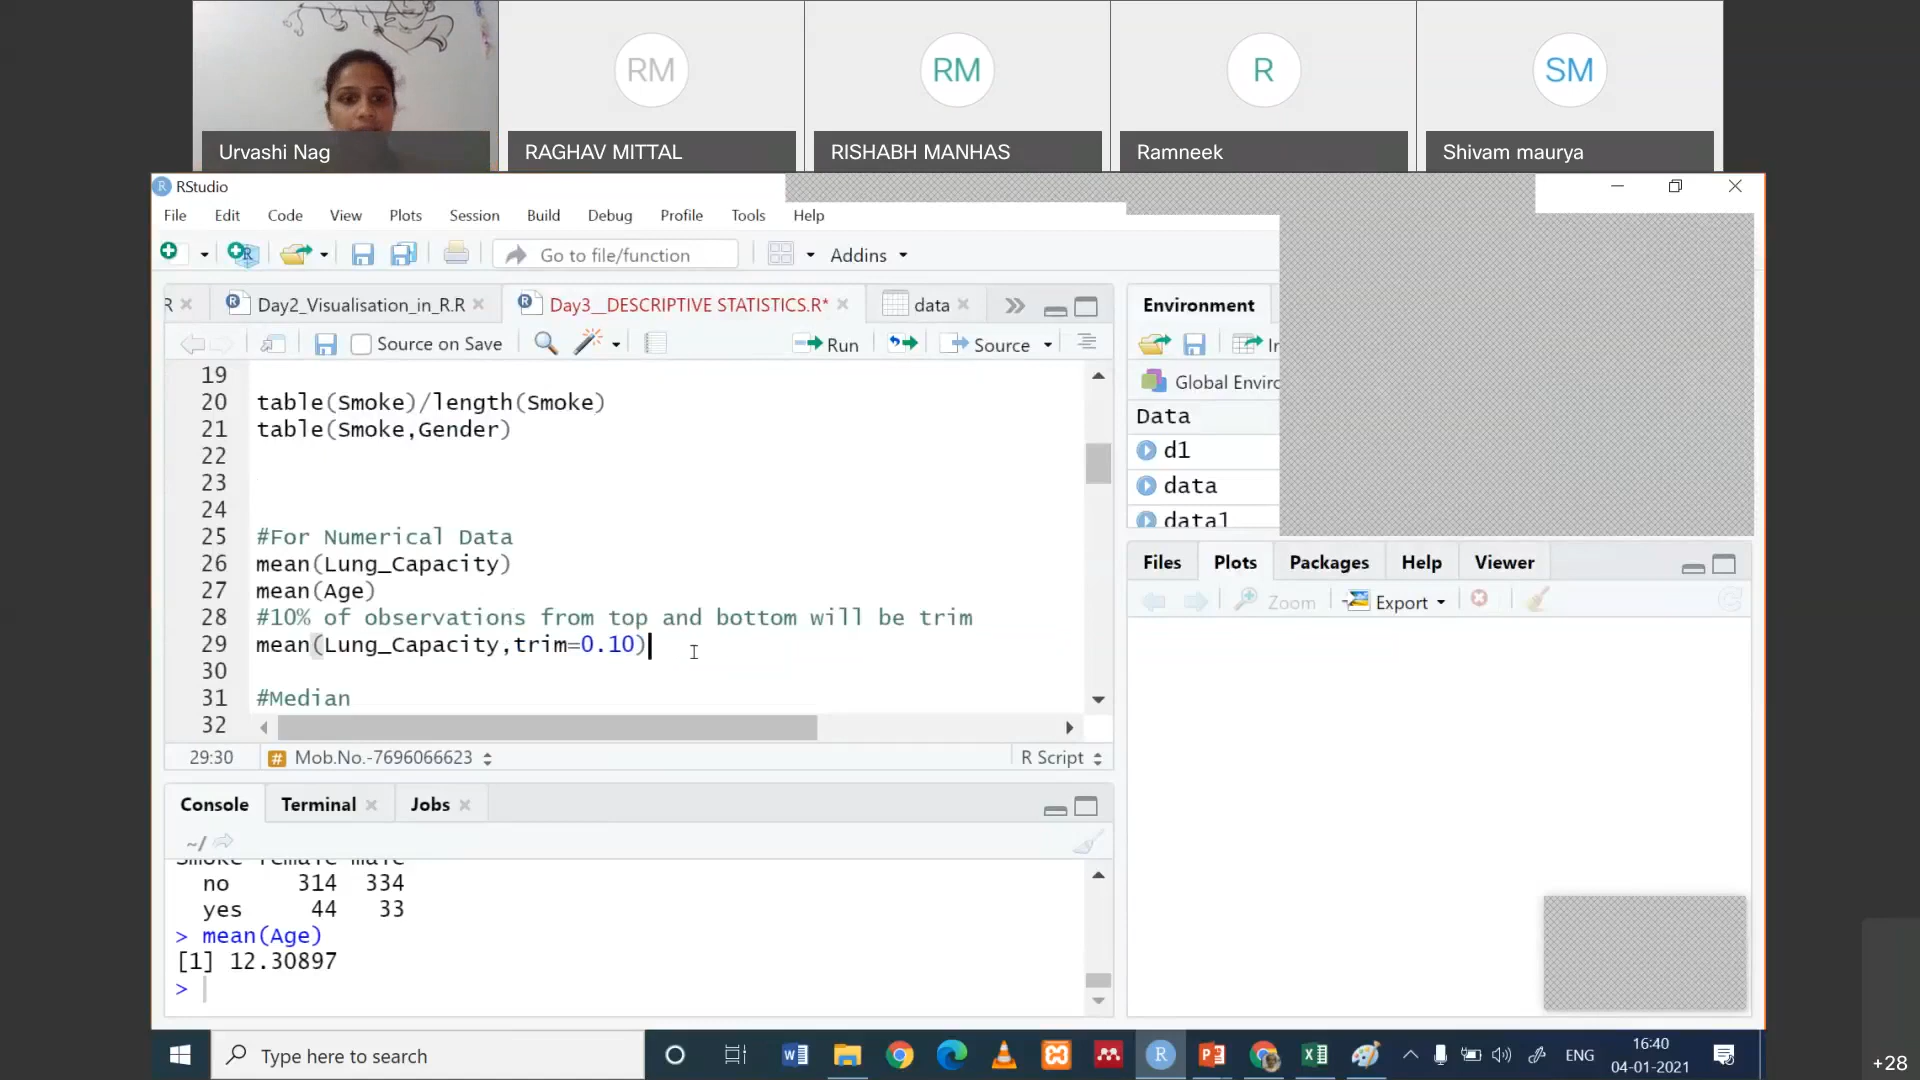 RM
RM
R
SM
Urvashi Nag
RAGHAV MITTAL
RISHABH MANHAS
Ramneek
Shivam maurya
R RStudio
File Edit Code View Plots Session Build Debug Profile Tools Help
Go to file/function
Addins
R
Day2_Visualisation_in_R.R
Day3__DESCRIPTIVE STATISTICS.R*
data
Source on Save
Run
Source
19
20 table(Smoke)/length(Smoke)
21 table(Smoke,Gender)
22
23
24
25 #For Numerical Data
26 mean(Lung_Capacity)
27 mean(Age)
28 #10% of observations from top and bottom will be trim
29 mean(Lung_Capacity,trim=0.10)
30
31 #Median
32
29:30
# Mob.No.-7696066623
R Script
Console Terminal Jobs
~/
Smoke female male
no 314 334
yes 44 33
> mean(Age)
[1] 12.30897
>
Environment
Global Envir
Data
d1
data
data1
Files Plots Packages Help Viewer
Zoom
Export
Type here to search
ENG
16:40
04-01-2021
+28